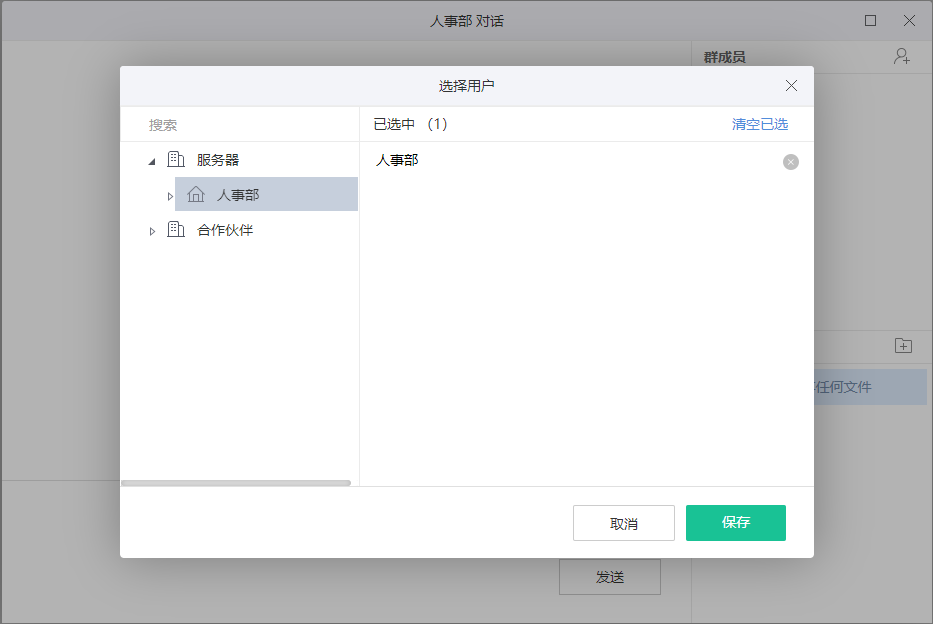 人事部 对话
群成员
选择用户
搜索
已选中 （1）
清空已选
服务器
人事部
人事部
合作伙伴
任何文件
取消
保存
发送